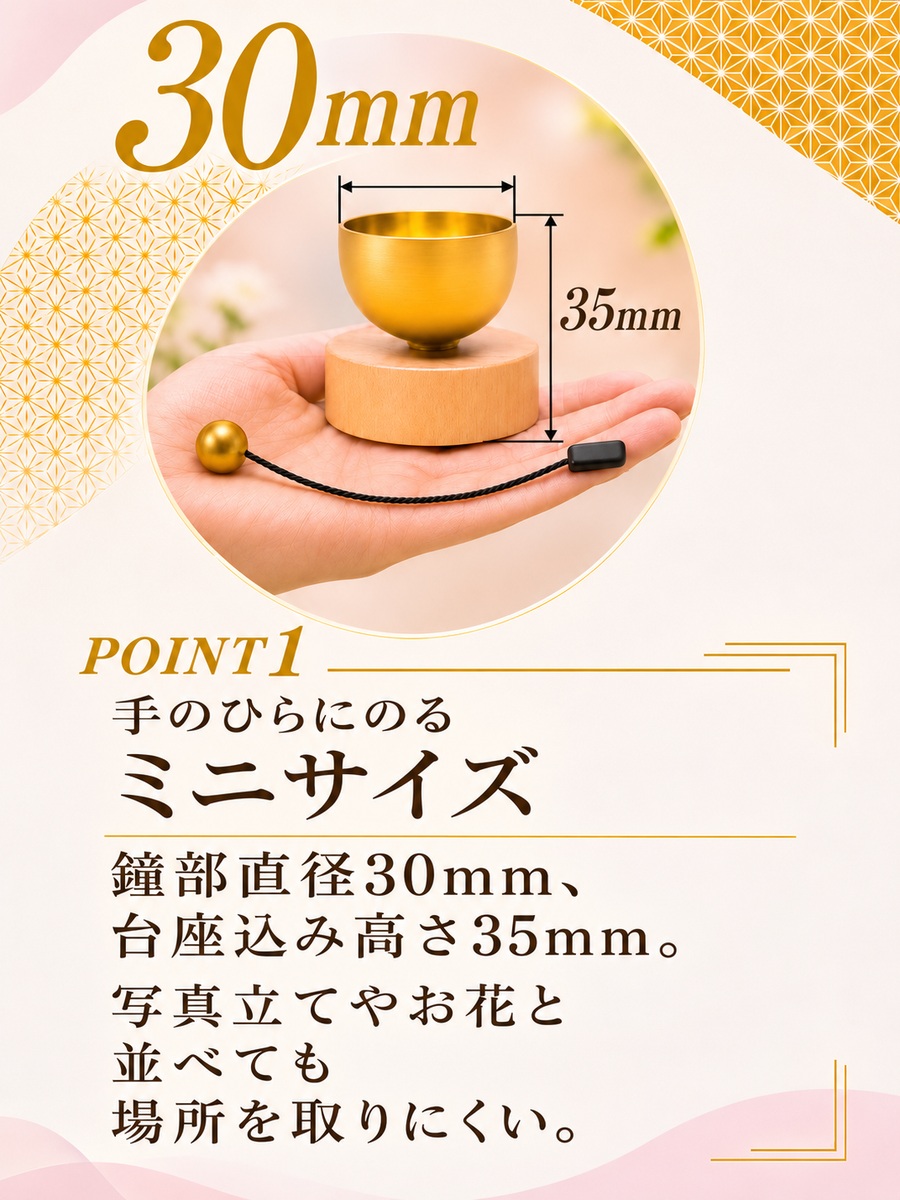 30mm
35mm
POINT1
手のひらにのる
ミニサイズ
鐘部直径30mm、
台座込み高さ35mm。
写真立てやお花と
並べても
場所を取りにくい。